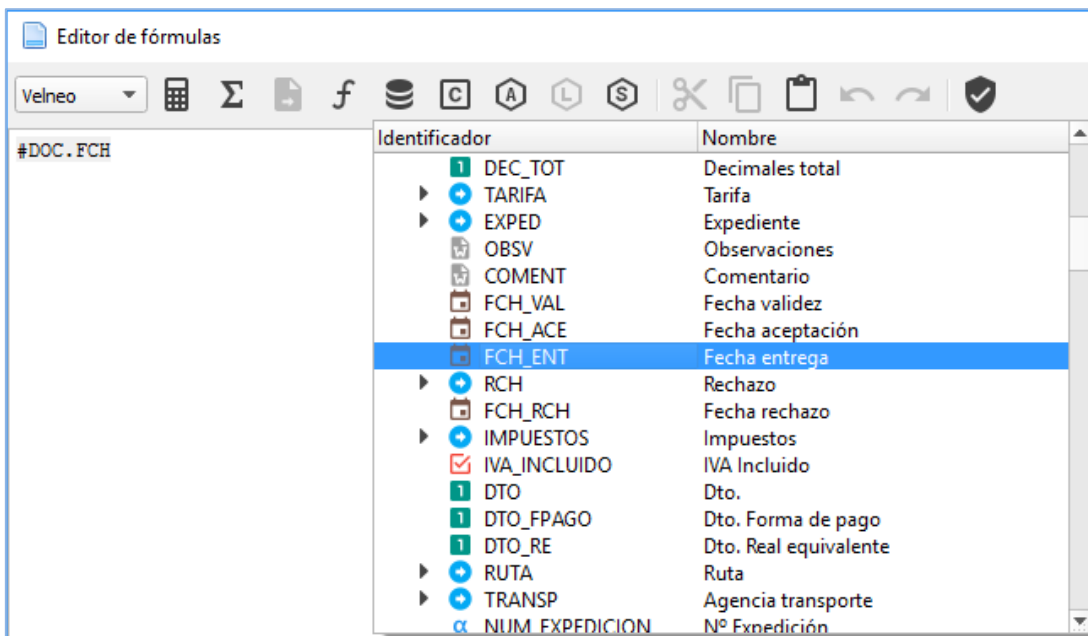 Editor de fórmulas
Velneo
#DOC.FCH
Identificador Nombre
DEC_TOT Decimales total
TARIFA Tarifa
EXPED Expediente
OBSV Observaciones
COMENT Comentario
FCH_VAL Fecha validez
FCH_ACE Fecha aceptación
FCH_ENT Fecha entrega
RCH Rechazo
FCH_RCH Fecha rechazo
IMPUESTOS Impuestos
IVA_INCLUIDO IVA Incluido
DTO Dto.
DTO_FPAGO Dto. Forma de pago
DTO_RE Dto. Real equivalente
RUTA Ruta
TRANSP Agencia transporte
NUM_EXPEDICION Nº Expedición